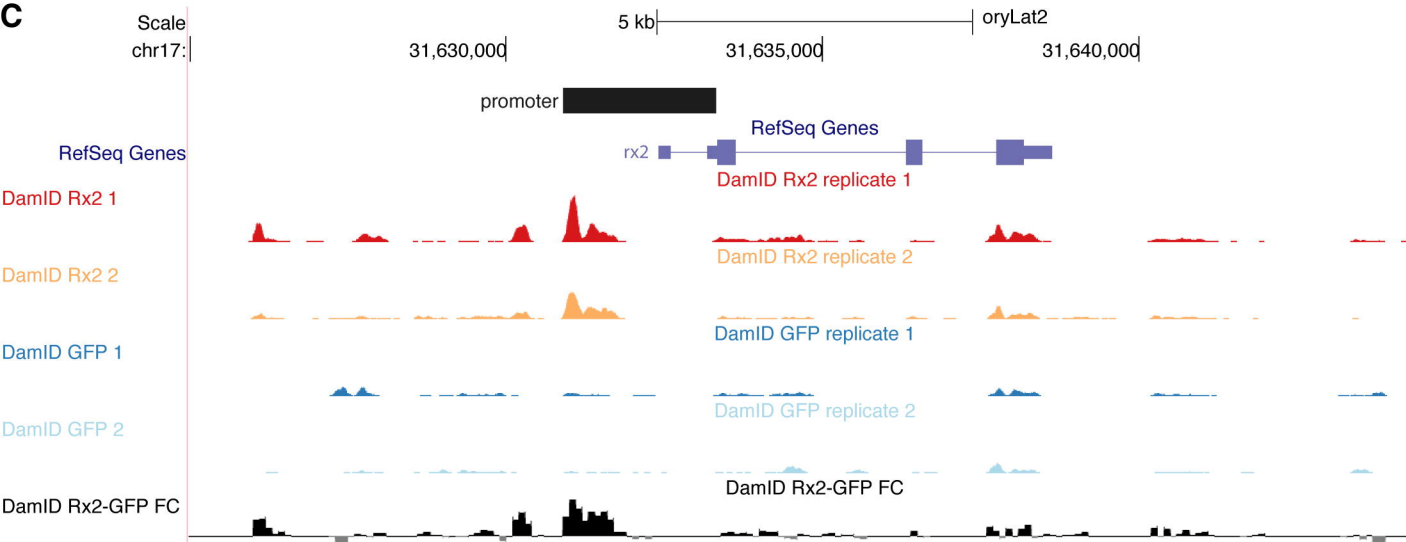 C
Scale 5 kb oryLat2
chr17: 31,630,000 31,635,000 31,640,000
promoter
RefSeq Genes
RefSeq Genes rx2
DamID Rx2 replicate 1
DamID Rx2 1
DamID Rx2 replicate 2
DamID Rx2 2
DamID GFP replicate 1
DamID GFP 1
DamID GFP replicate 2
DamID GFP 2
DamID Rx2-GFP FC
DamID Rx2-GFP FC